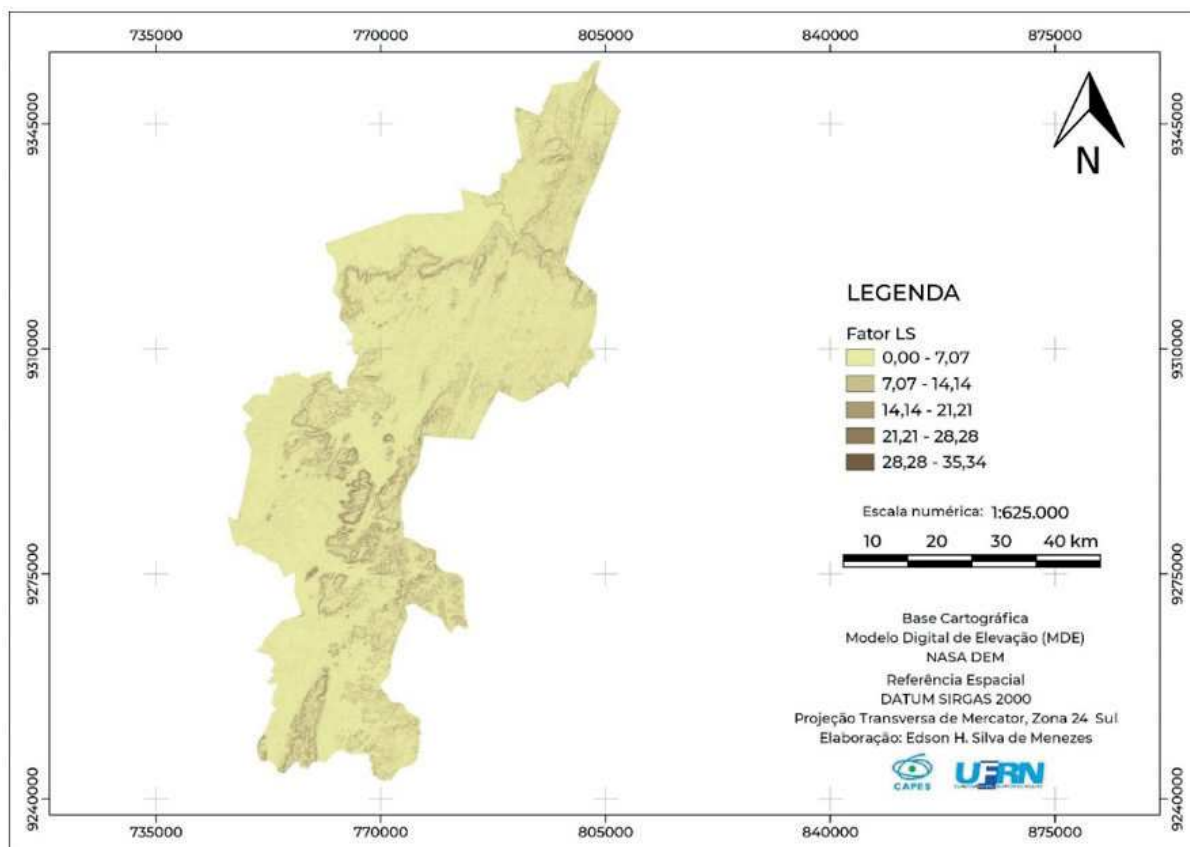 735000 770000 805000 840000 875000
9345000 9345000
N
LEGENDA
Fator LS
9310000 9310000
0,00 - 7,07
7,07 - 14,14
14,14 - 21,21
21,21 - 28,28
28,28 - 35,34
Escala numérica: 1:625.000
10 20 30 40 km
9275000 9275000
Base Cartográfica
Modelo Digital de Elevação (MDE)
NASA DEM
Referência Espacial
DATUM SIRGAS 2000
Projeção Transversa de Mercator, Zona 24 Sul
Elaboração: Edson H. Silva de Menezes
CAPES UFRN
9240000 9240000
735000 770000 805000 840000 875000